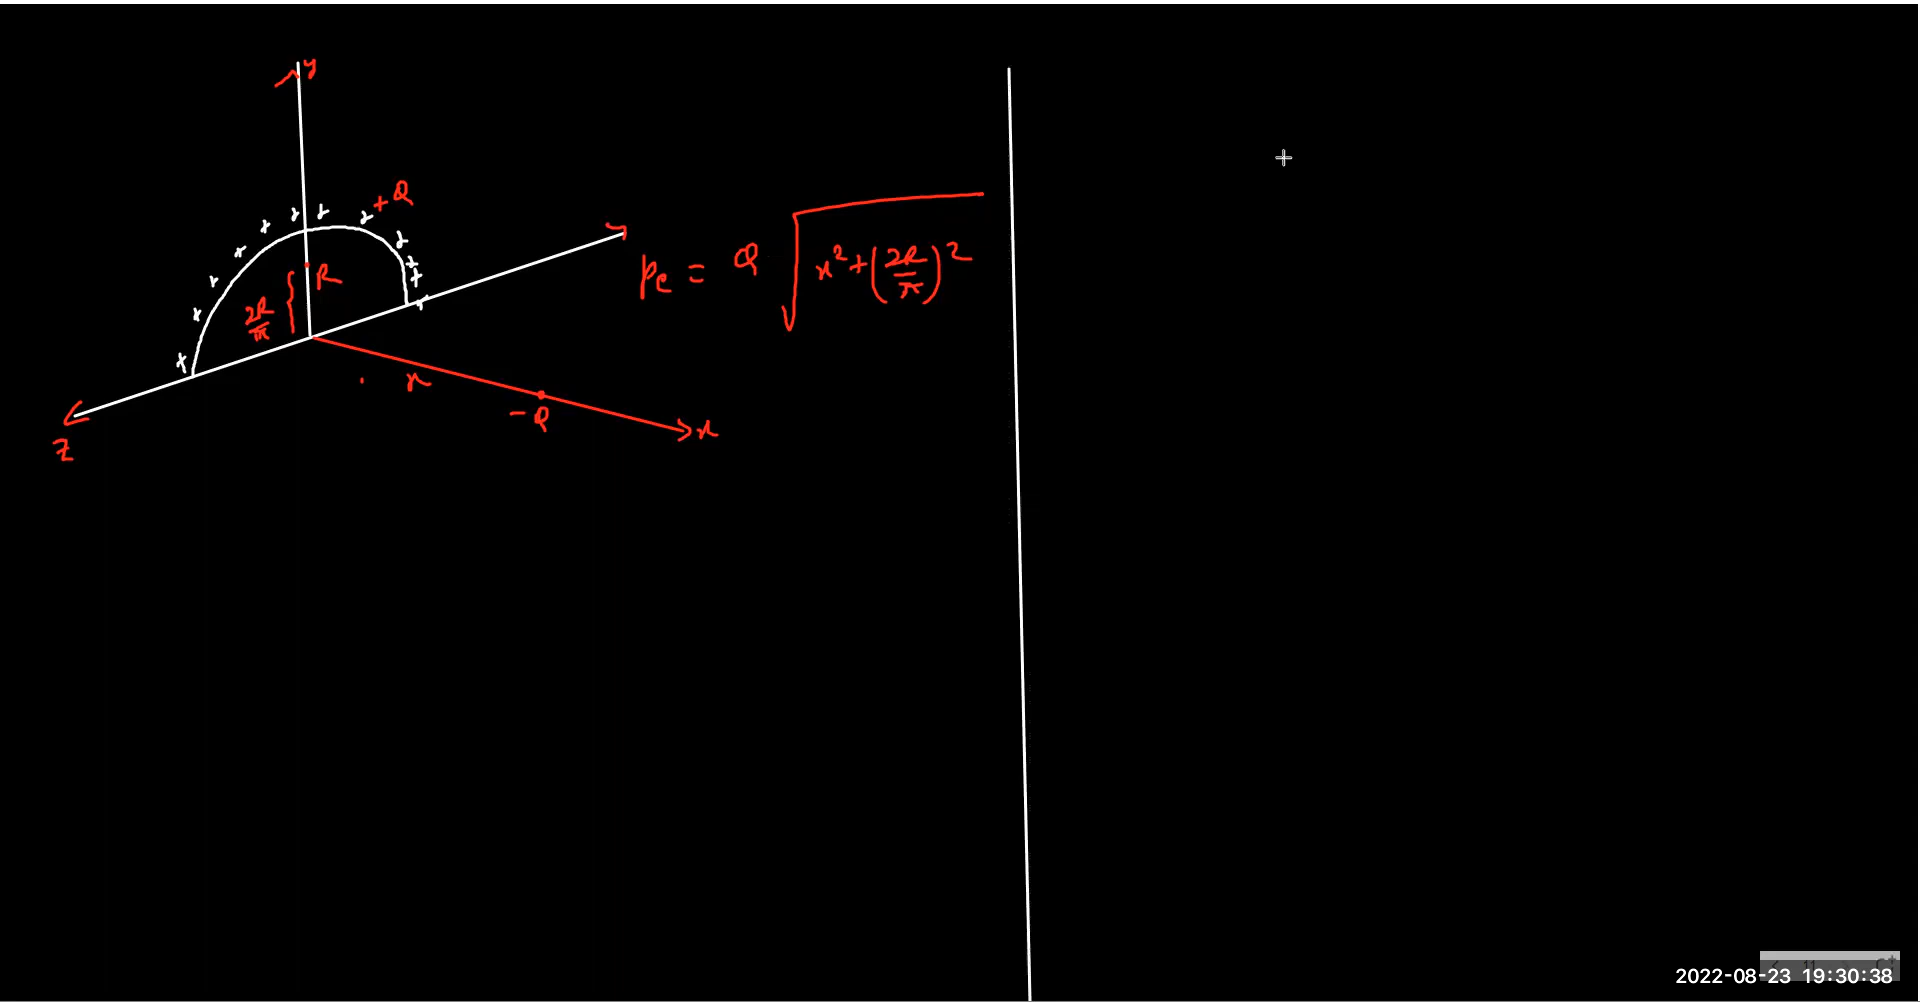 y
+Q
R
2R/π
Pe = Q √(x² + (2R/π)²)
x
-Q
x
z
2022-08-23 19:30:38